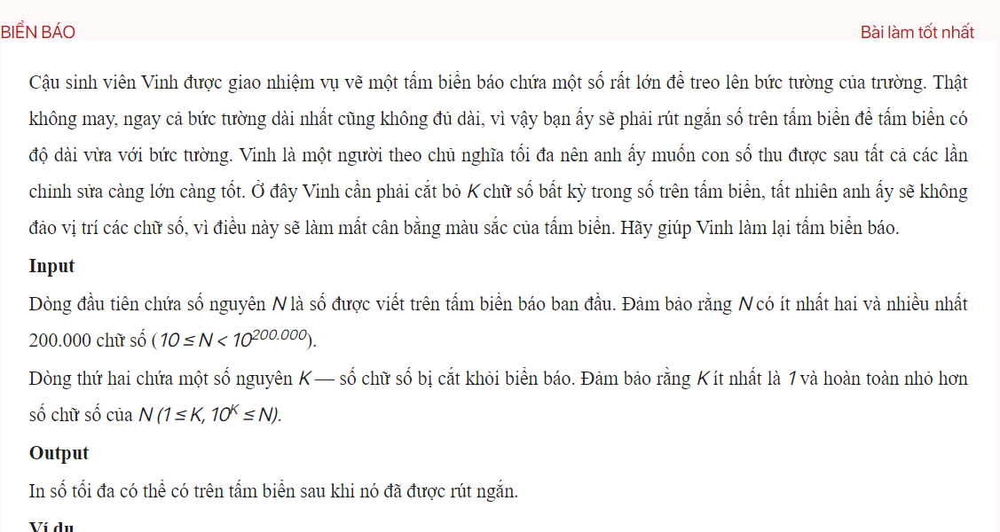 BIỂN BÁO
Bài làm tốt nhất
Cậu sinh viên Vinh được giao nhiệm vụ vẽ một tấm biển báo chứa một số rất lớn để treo lên bức tường của trường. Thật
không may, ngay cả bức tường dài nhất cũng không đủ dài, vì vậy bạn ấy sẽ phải rút ngắn số trên tấm biển để tấm biển có
độ dài vừa với bức tường. Vinh là một người theo chủ nghĩa tối đa nên anh ấy muốn con số thu được sau tất cả các lần
chỉnh sửa càng lớn càng tốt. Ở đây Vinh cần phải cắt bỏ K chữ số bất kỳ trong số trên tấm biển, tất nhiên anh ấy sẽ không
đảo vị trí các chữ số, vì điều này sẽ làm mất cân bằng màu sắc của tấm biển. Hãy giúp Vinh làm lại tấm biển báo.
Input
Dòng đầu tiên chứa số nguyên N là số được viết trên tấm biển báo ban đầu. Đảm bảo rằng N có ít nhất hai và nhiều nhất
200.000 chữ số (10 ≤ N < 10^200.000).
Dòng thứ hai chứa một số nguyên K — số chữ số bị cắt khỏi biển báo. Đảm bảo rằng K ít nhất là 1 và hoàn toàn nhỏ hơn
số chữ số của N (1 ≤ K, 10^K ≤ N).
Output
In số tối đa có thể có trên tấm biển sau khi nó đã được rút ngắn.
Ví dụ